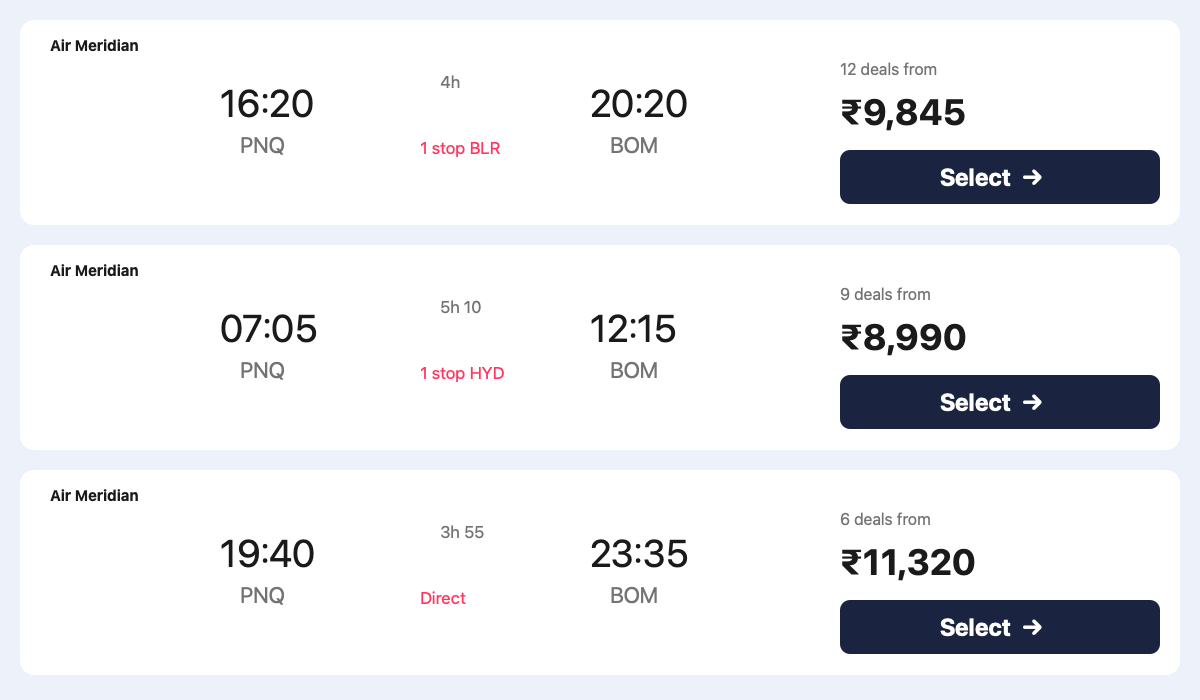 Air Meridian
4h
12 deals from
16:20
20:20
₹9,845
PNQ
1 stop BLR
BOM
Select →
Air Meridian
5h 10
9 deals from
07:05
12:15
₹8,990
PNQ
1 stop HYD
BOM
Select →
Air Meridian
3h 55
6 deals from
19:40
23:35
₹11,320
PNQ
Direct
BOM
Select →